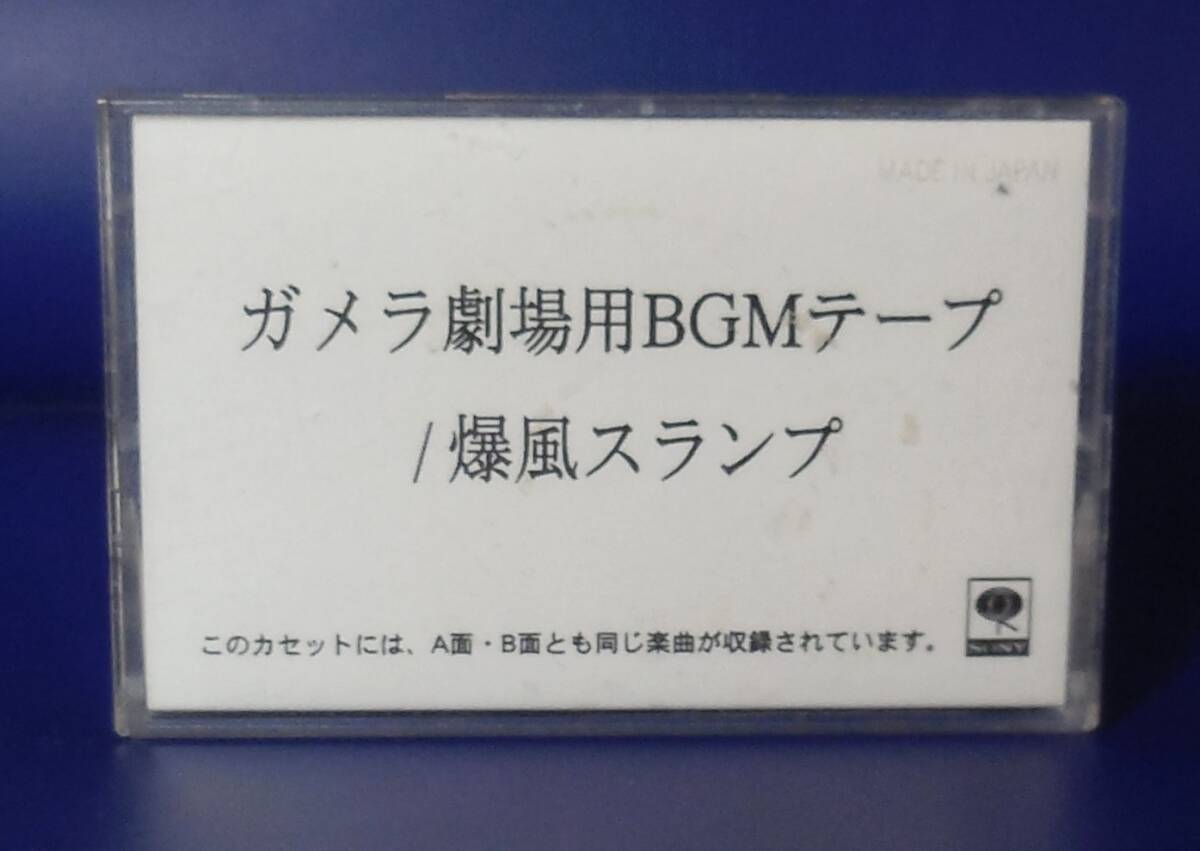 MADE IN JAPAN
ガメラ劇場用BGMテープ
/ 爆風スランプ
このカセットには、A面・B面とも同じ楽曲が収録されています。
SONY